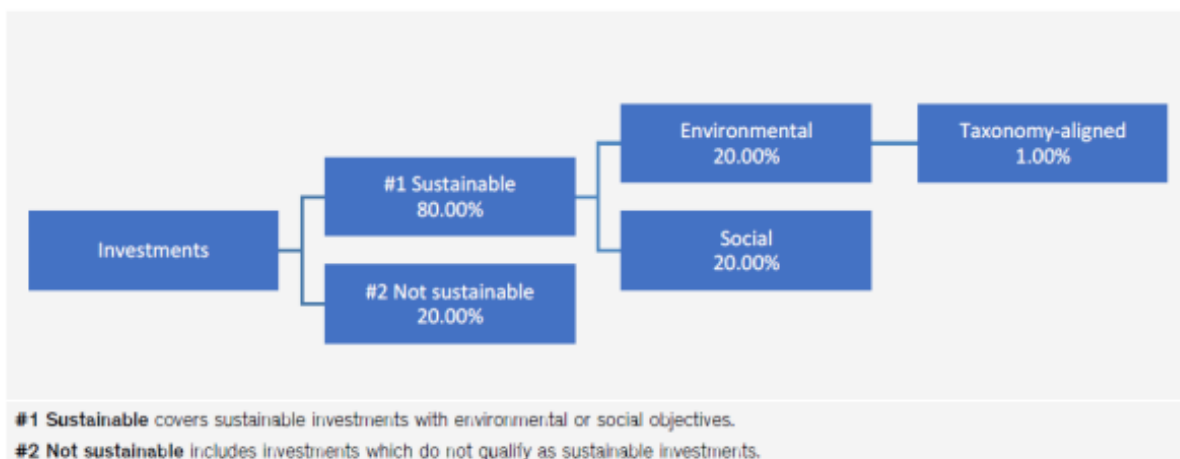 Environmental
20.00%
Taxonomy-aligned
1.00%
#1 Sustainable
80.00%
Investments
Social
20.00%
#2 Not sustainable
20.00%
#1 Sustainable covers sustainable investments with environmental or social objectives.
#2 Not sustainable includes investments which do not qualify as sustainable investments.